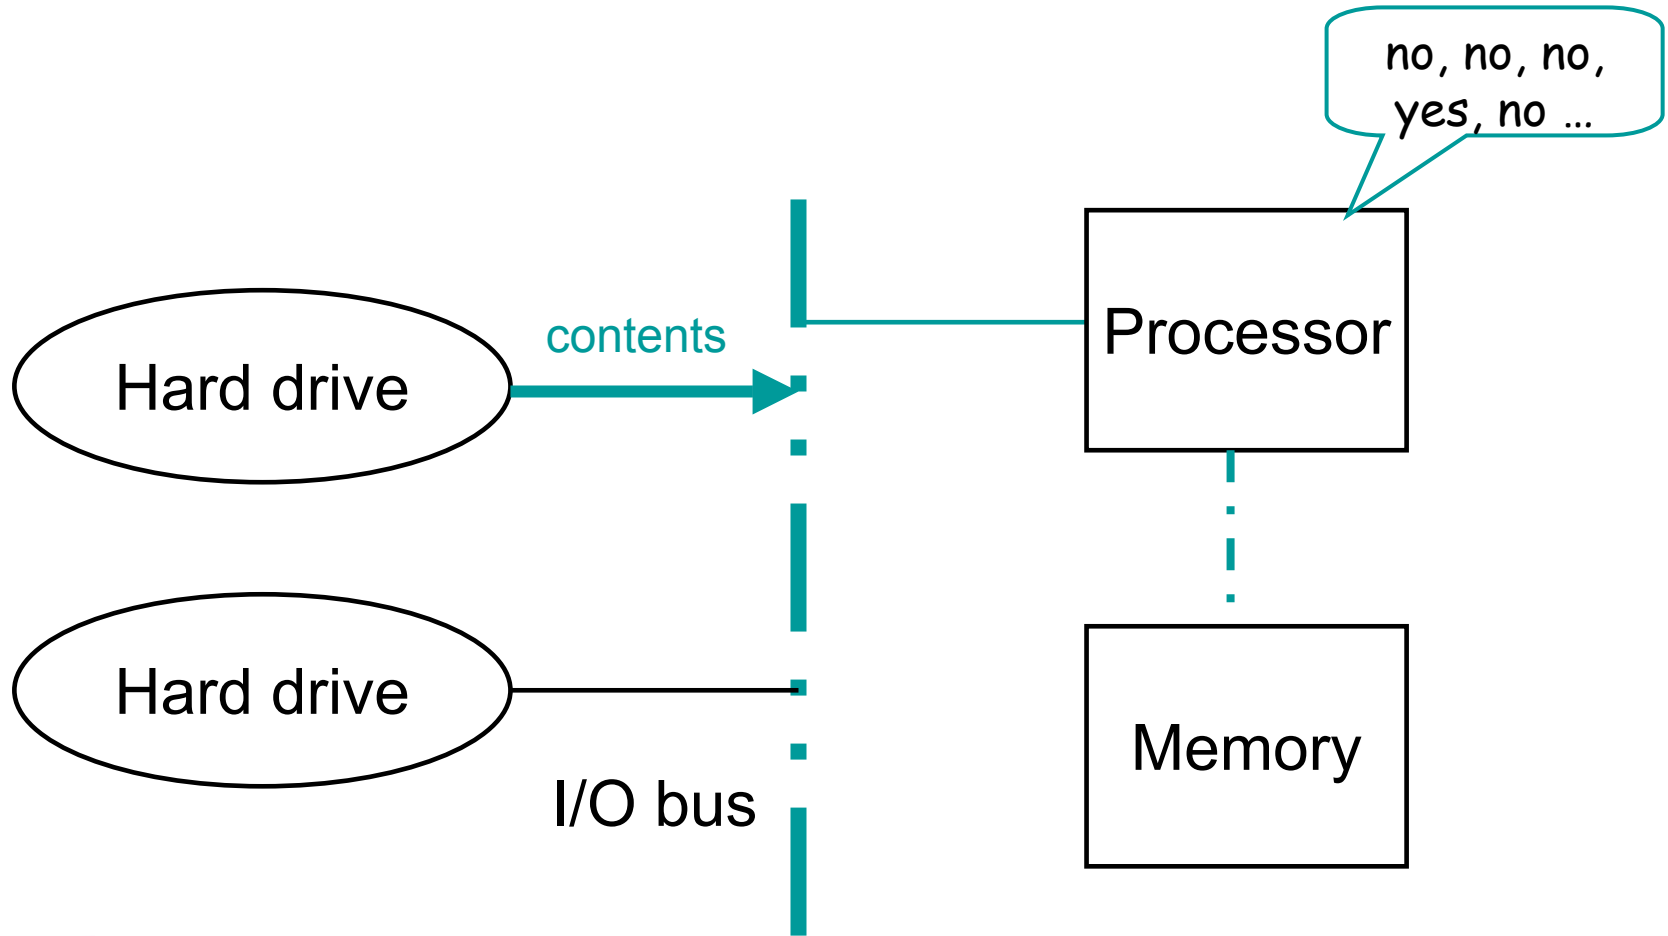 no, no, no,
yes, no ...
contents
Processor
Hard drive
Hard drive
Memory
I/O bus